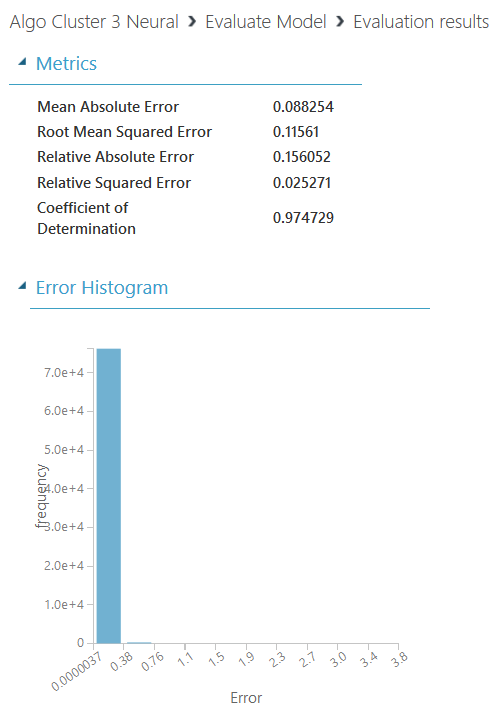 Algo Cluster 3 Neural › Evaluate Model › Evaluation results
Metrics
Mean Absolute Error 0.088254
Root Mean Squared Error 0.11561
Relative Absolute Error 0.156052
Relative Squared Error 0.025271
Coefficient of
Determination 0.974729
Error Histogram
7.0e+4
6.0e+4
5.0e+4
4.0e+4
3.0e+4
2.0e+4
1.0e+4
0
frequency
0.0000037 0.38 0.76 1.1 1.5 1.9 2.3 2.7 3.0 3.4 3.8
Error